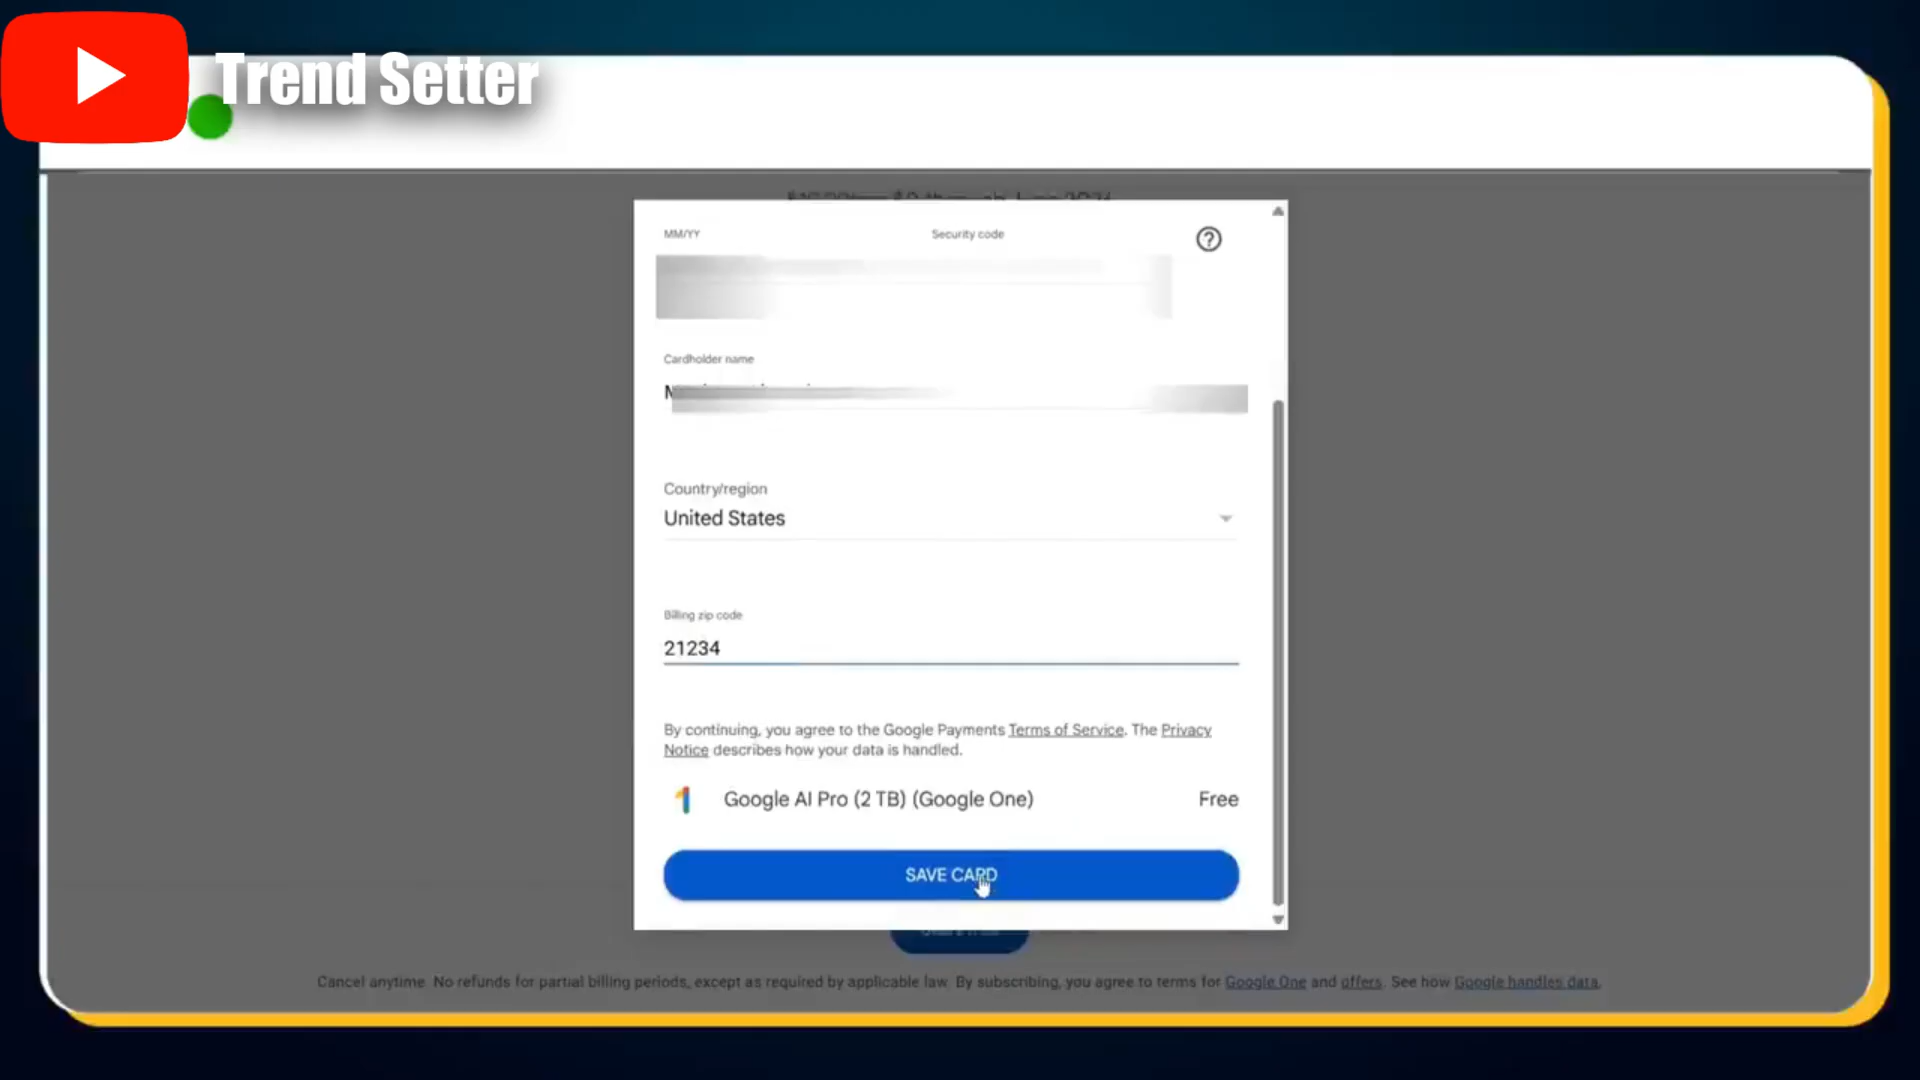 Trend Setter
MM/YY
Security code
Cardholder name
Country/region
United States
Billing zip code
21234
By continuing, you agree to the Google Payments Terms of Service. The Privacy
Notice describes how your data is handled.
Google AI Pro (2 TB) (Google One)
Free
SAVE CARD
Cancel anytime. No refunds for partial billing periods, except as required by applicable law. By subscribing, you agree to terms for Google One and offers. See how Google handles data.